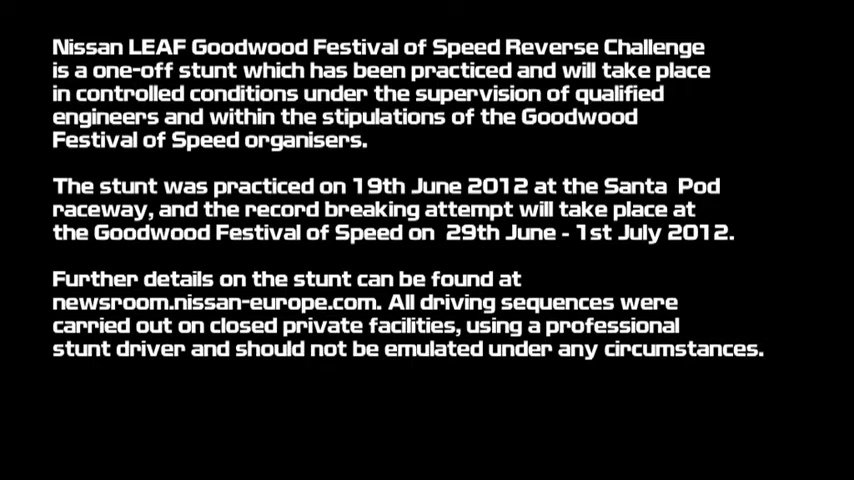 Nissan LEAF Goodwood Festival of Speed Reverse Challenge
is a one-off stunt which has been practiced and will take place
in controlled conditions under the supervision of qualified
engineers and within the stipulations of the Goodwood
Festival of Speed organisers.
The stunt was practiced on 19th June 2012 at the Santa Pod
raceway, and the record breaking attempt will take place at
the Goodwood Festival of Speed on 29th June - 1st July 2012.
Further details on the stunt can be found at
newsroom.nissan-europe.com. All driving sequences were
carried out on closed private facilities, using a professional
stunt driver and should not be emulated under any circumstances.